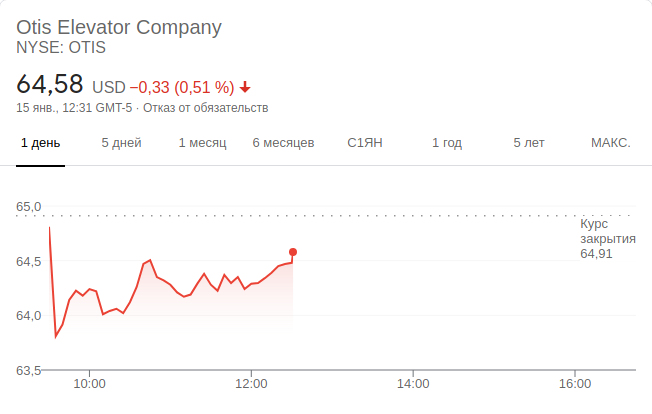 Otis Elevator Company
NYSE: OTIS
64,58 USD −0,33 (0,51 %)
15 янв., 12:31 GMT-5 · Отказ от обязательств
1 день 5 дней 1 месяц 6 месяцев С1ЯН 1 год 5 лет МАКС.
65,0
Курс
закрытия
64,91
64,5
64,0
63,5
10:00 12:00 14:00 16:00